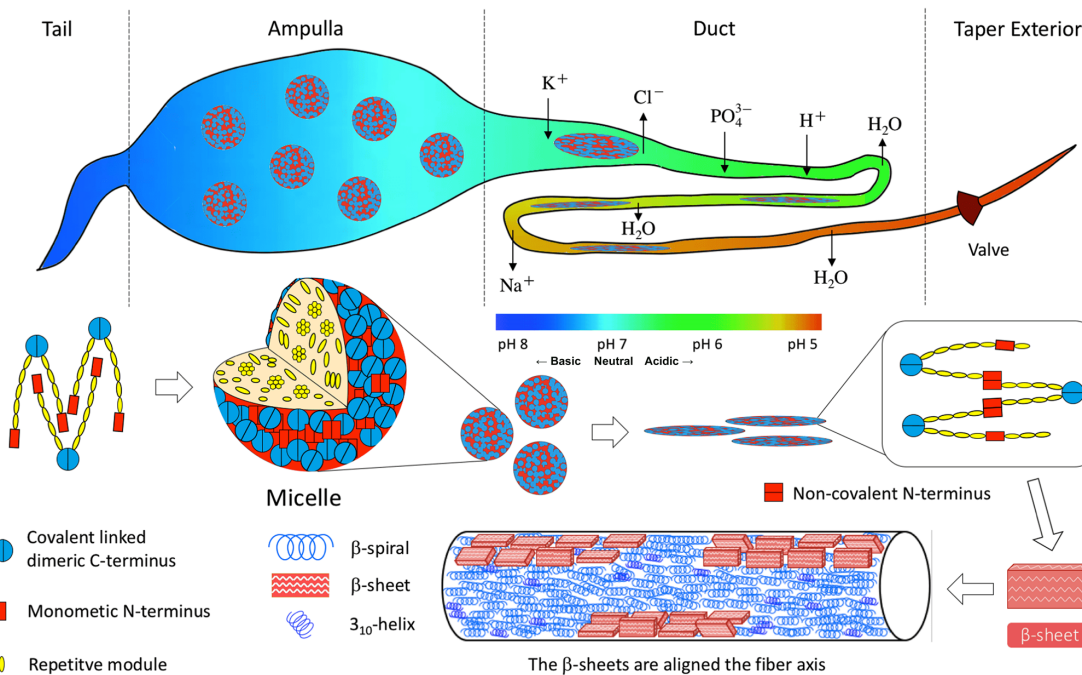 Tail
Ampulla
Duct
Taper Exterior
K⁺
Cl⁻
PO₄³⁻
H⁺
H₂O
H₂O
Na⁺
H₂O
Valve
pH 8
pH 7
pH 6
pH 5
← Basic Neutral Acidic →
Micelle
Non-covalent N-terminus
Covalent linked
dimeric C-terminus
Monometic N-terminus
Repetitve module
β-spiral
β-sheet
3₁₀-helix
β-sheet
The β-sheets are aligned the fiber axis